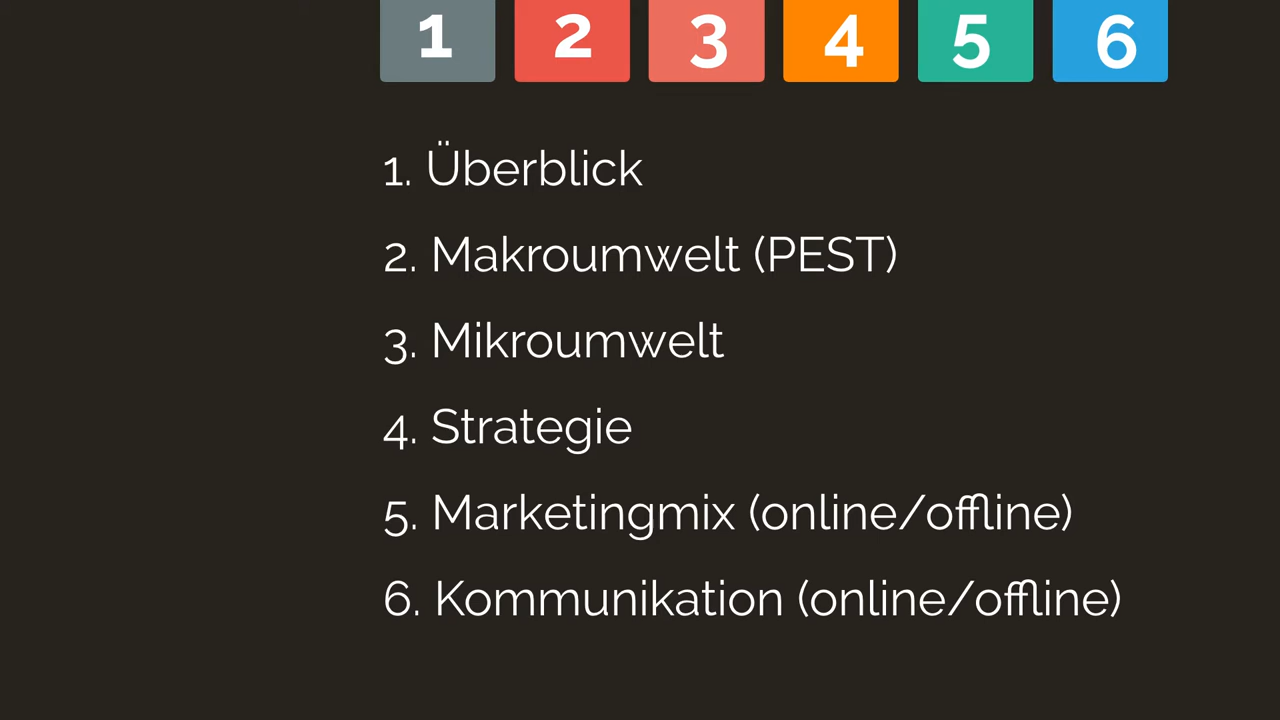 1 2 3 4 5 6
1. Überblick
2. Makroumwelt (PEST)
3. Mikroumwelt
4. Strategie
5. Marketingmix (online/offline)
6. Kommunikation (online/offline)